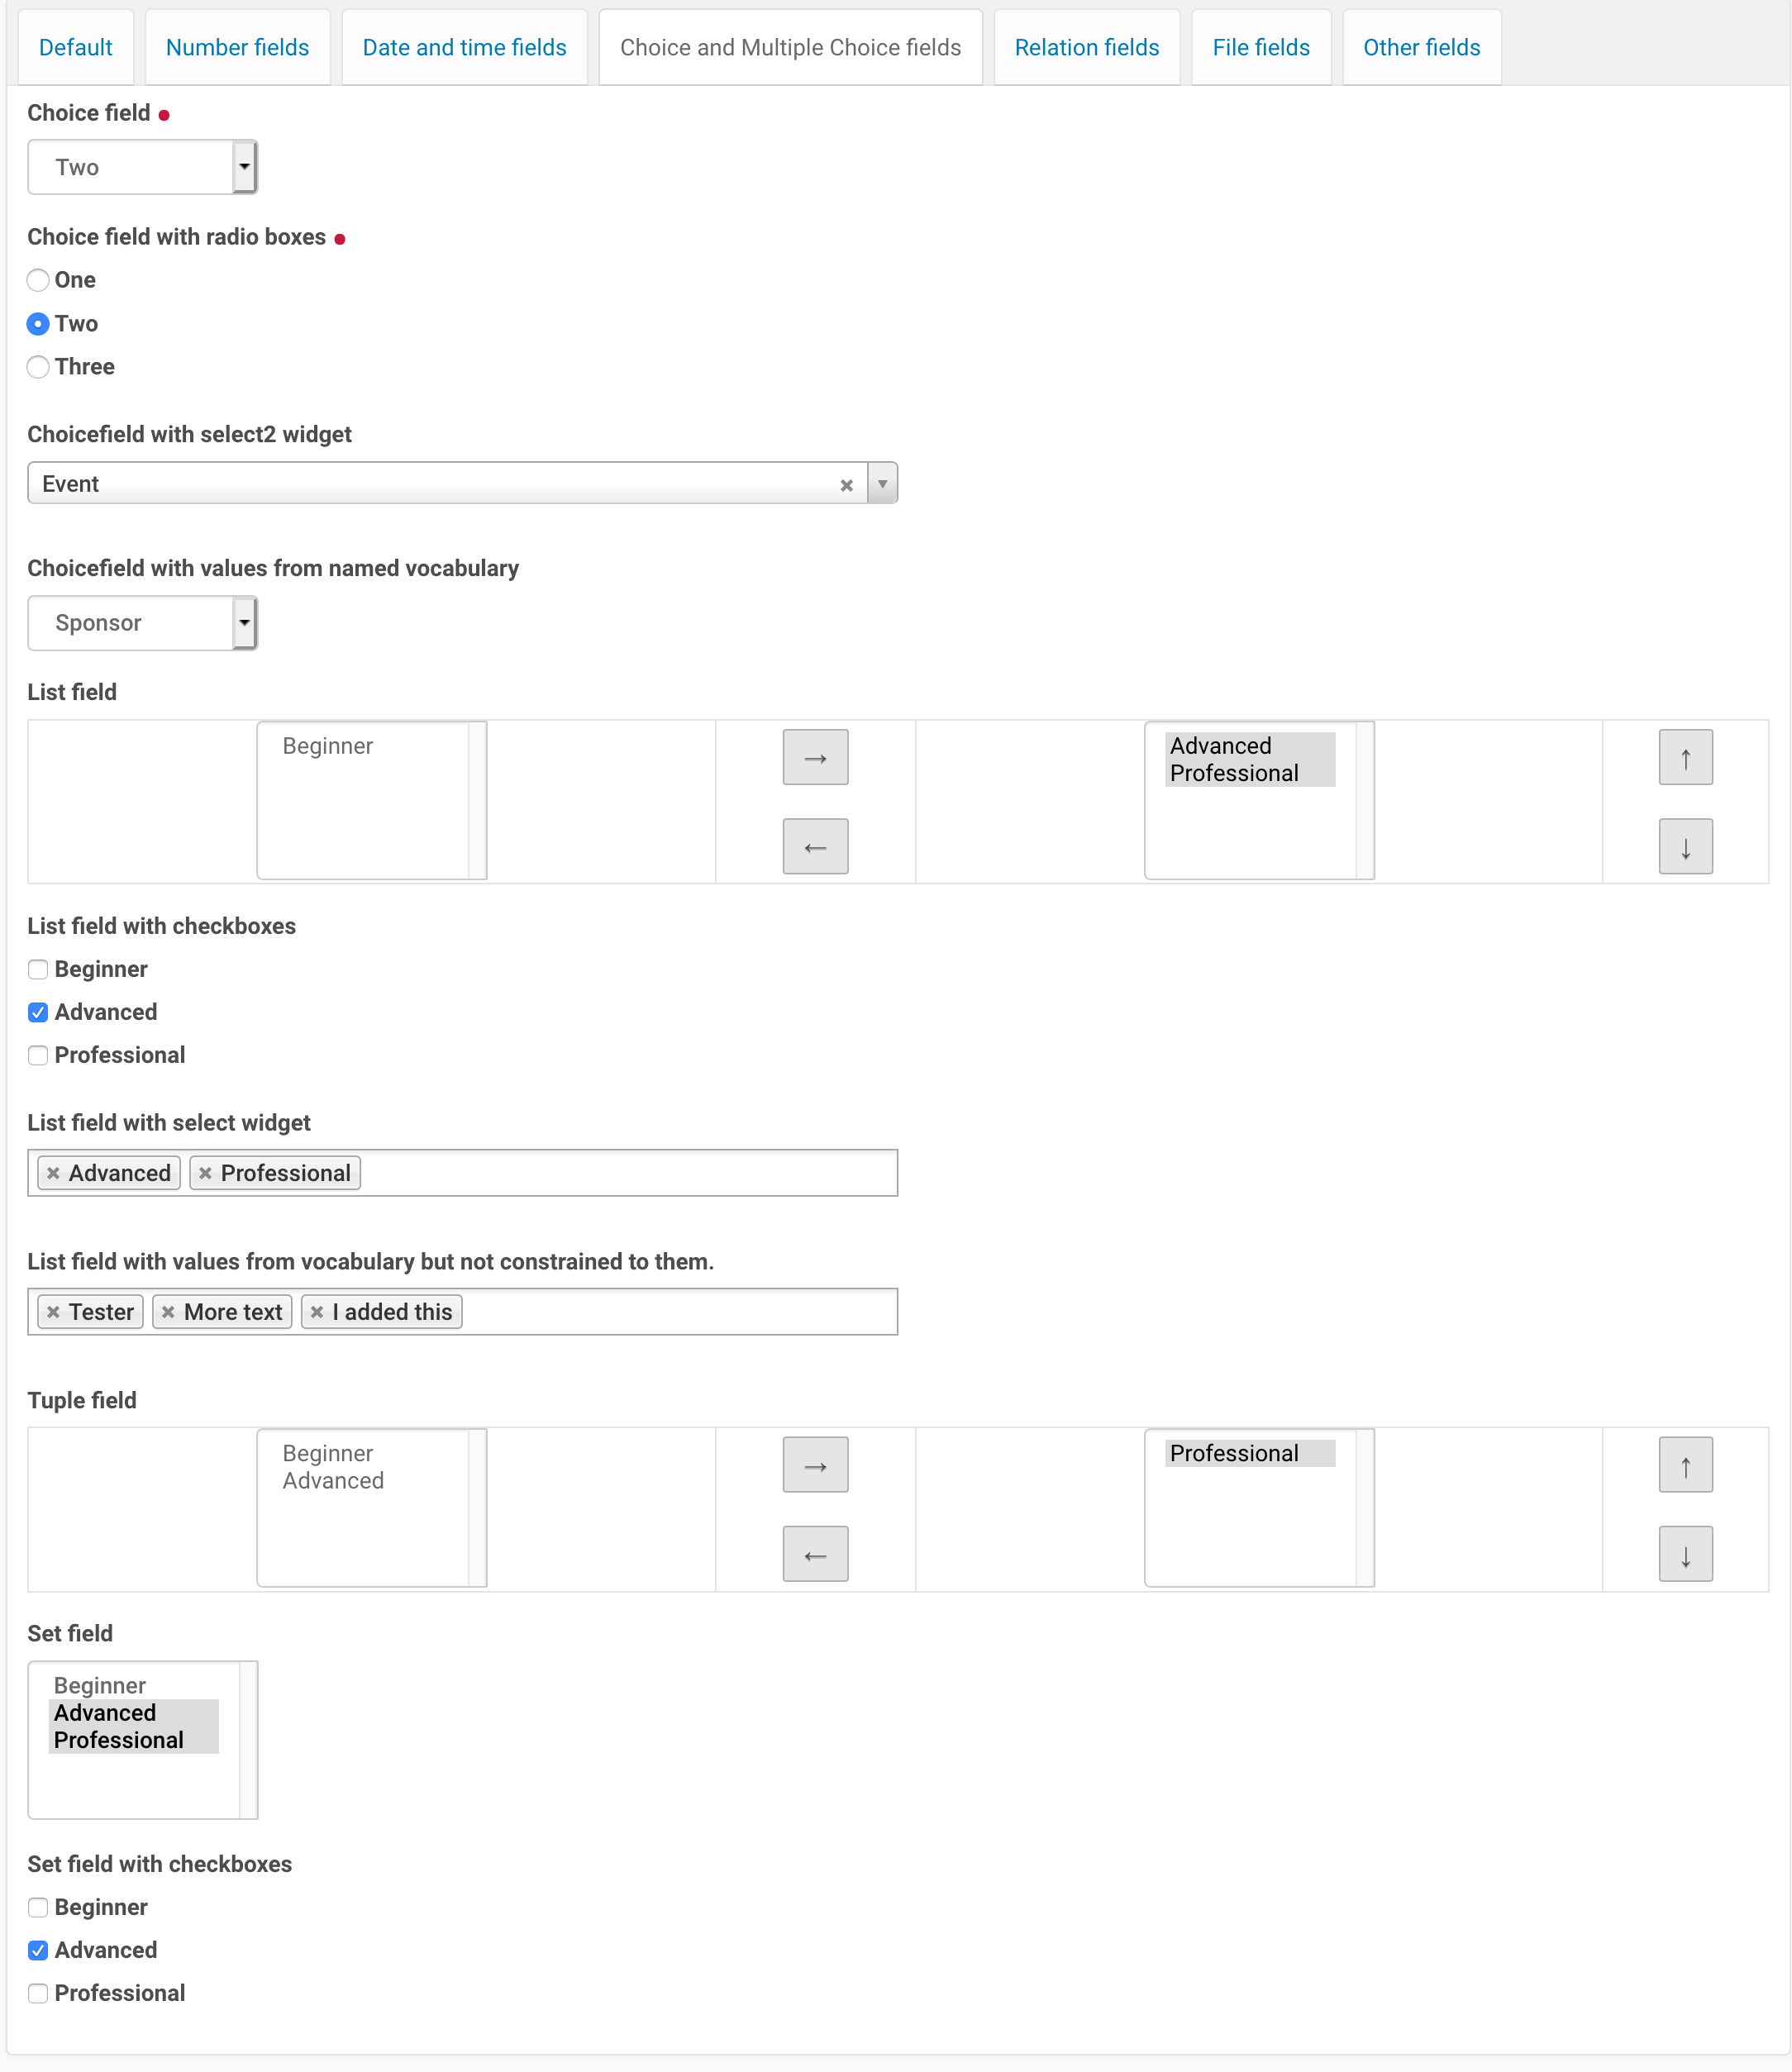 Default Number fields Date and time fields Choice and Multiple Choice fields Relation fields File fields Other fields
Choice field
Two
Choice field with radio boxes
One
Two
Three
Choicefield with select2 widget
Event
Choicefield with values from named vocabulary
Sponsor
List field
Beginner
→
←
Advanced
Professional
↑
↓
List field with checkboxes
Beginner
Advanced
Professional
List field with select widget
× Advanced × Professional
List field with values from vocabulary but not constrained to them.
× Tester × More text × I added this
Tuple field
Beginner
Advanced
→
←
Professional
↑
↓
Set field
Beginner
Advanced
Professional
Set field with checkboxes
Beginner
Advanced
Professional